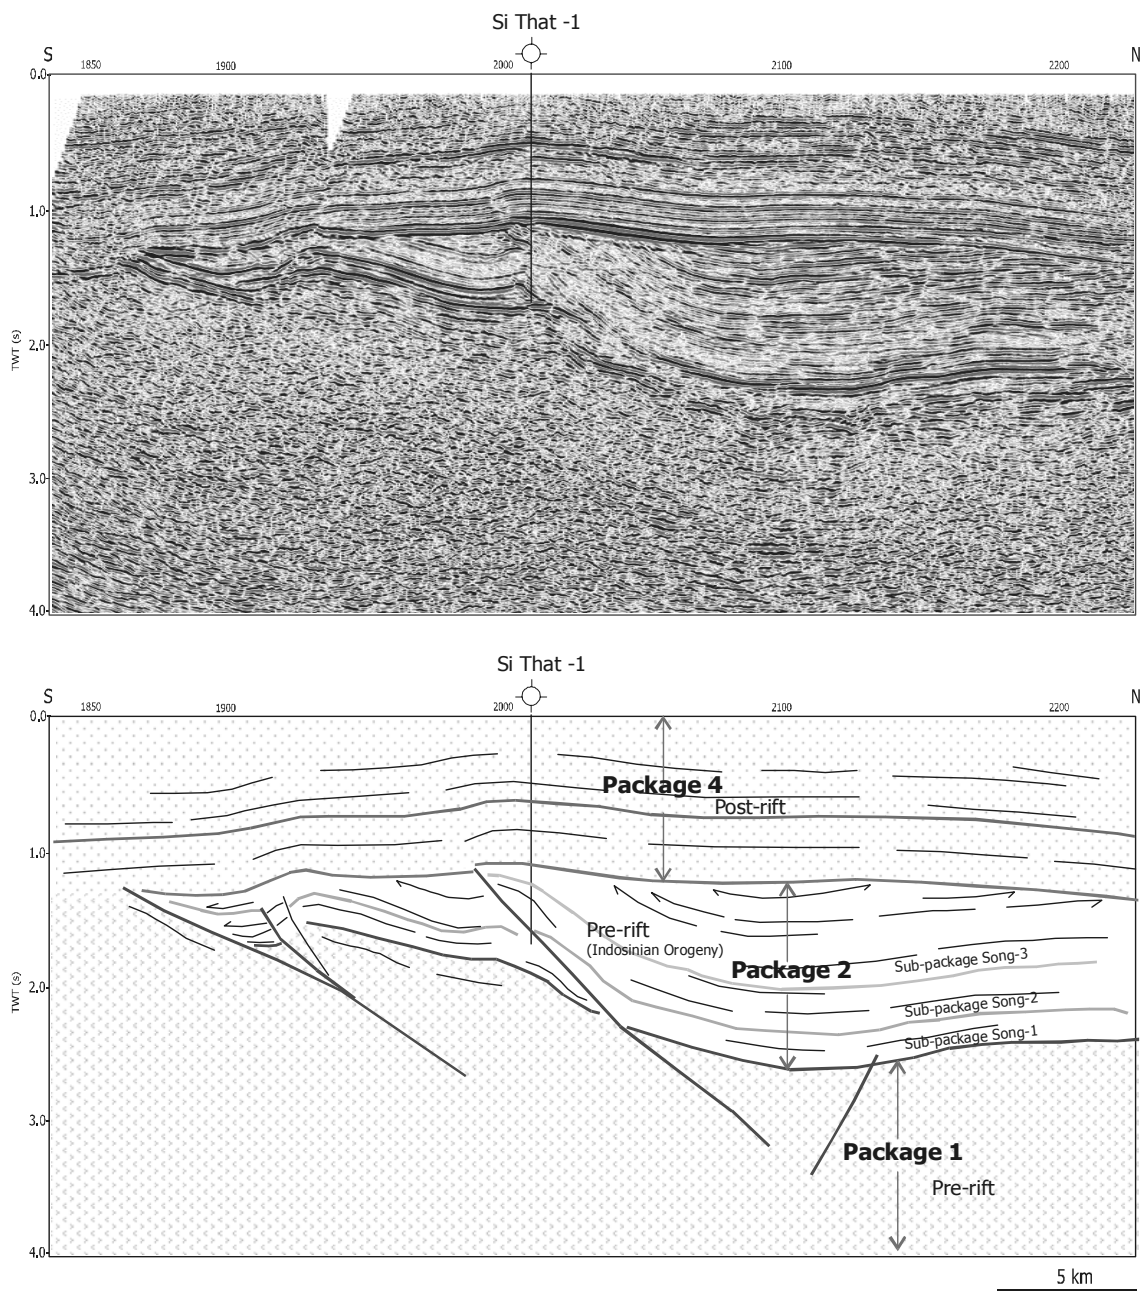 Si That -1
S
N
1850
1900
2000
2100
2200
0.0
1.0
2.0
TWT (s)
3.0
4.0
Si That -1
S
N
1850
1900
2000
2100
2200
0.0
Package 4
Post-rift
1.0
Pre-rift
(Indosinian Orogeny)
Package 2
Sub-package Song-3
2.0
TWT (s)
Sub-package Song-2
Sub-package Song-1
3.0
Package 1
Pre-rift
4.0
5 km